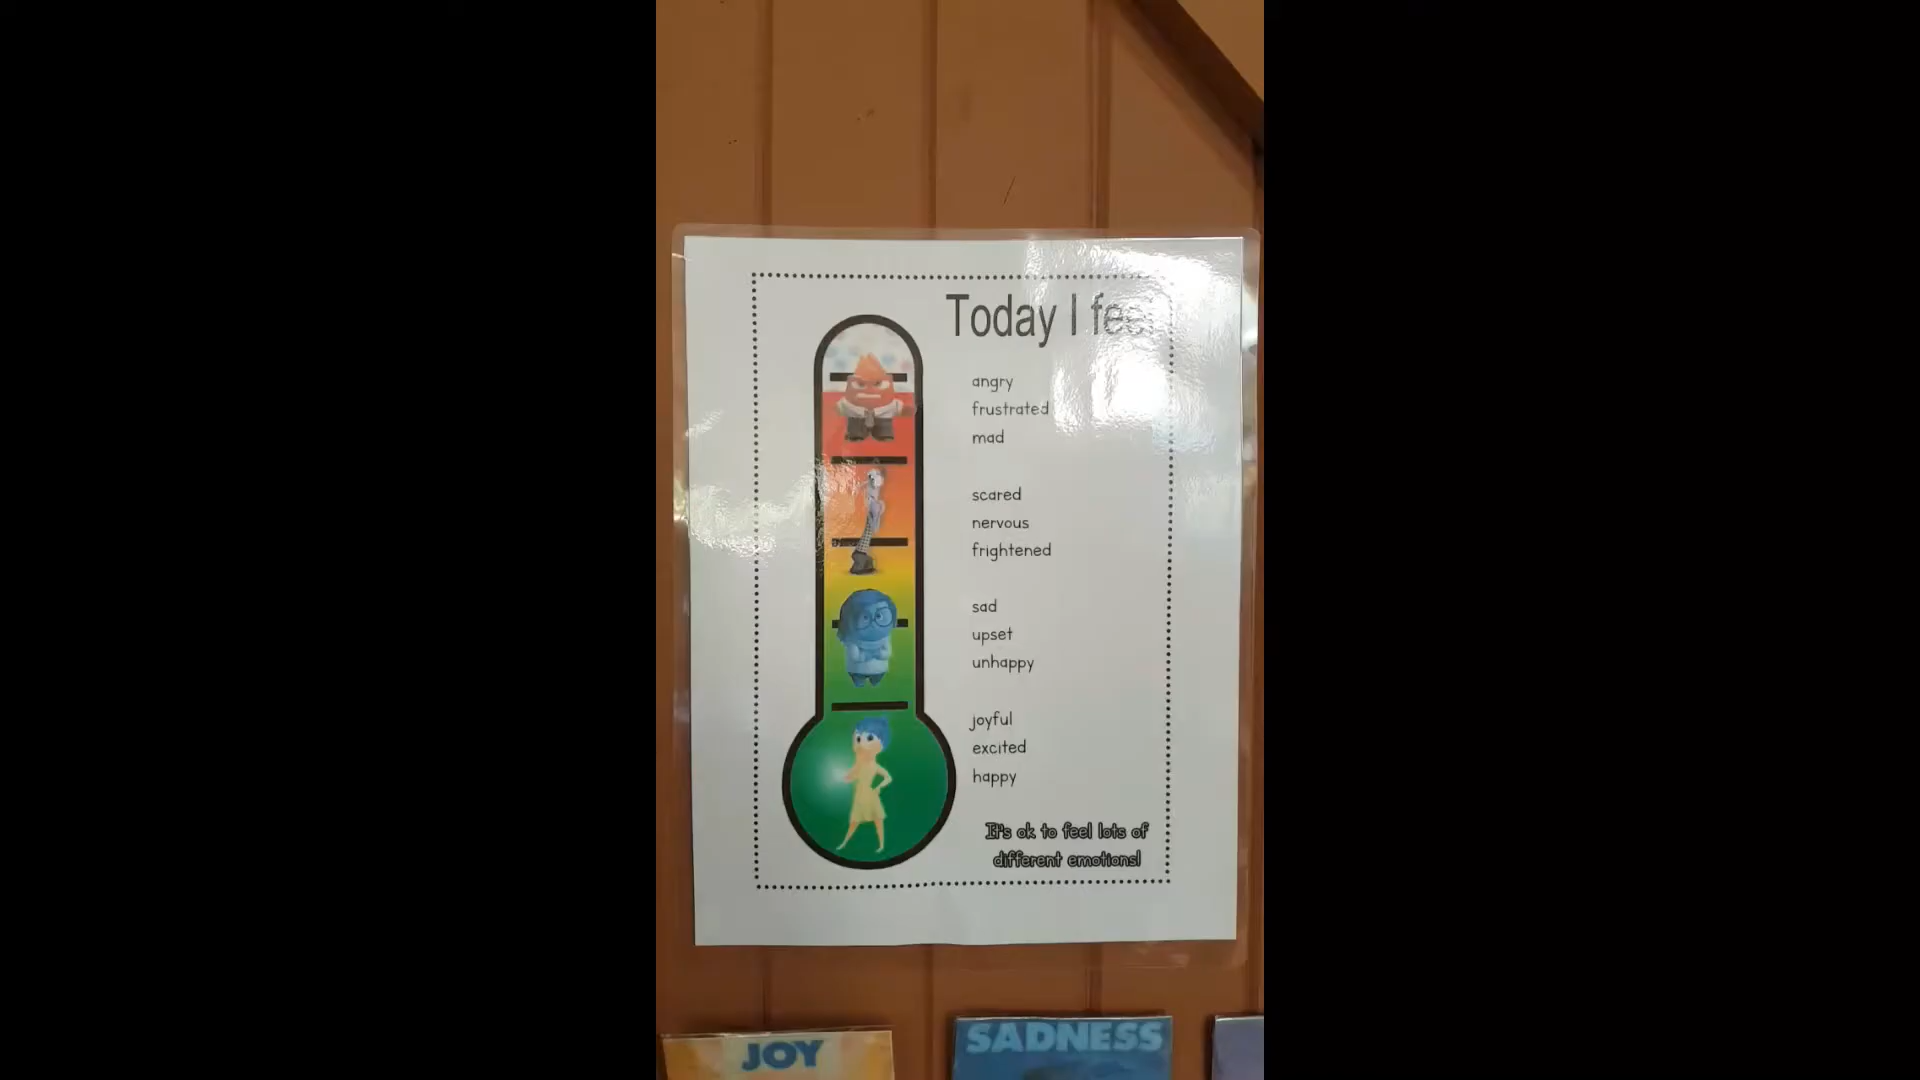 Today I feel
angry
frustrated
mad
scared
nervous
frightened
sad
upset
unhappy
joyful
excited
happy
It's ok to feel lots of
different emotions!
JOY
SADNESS